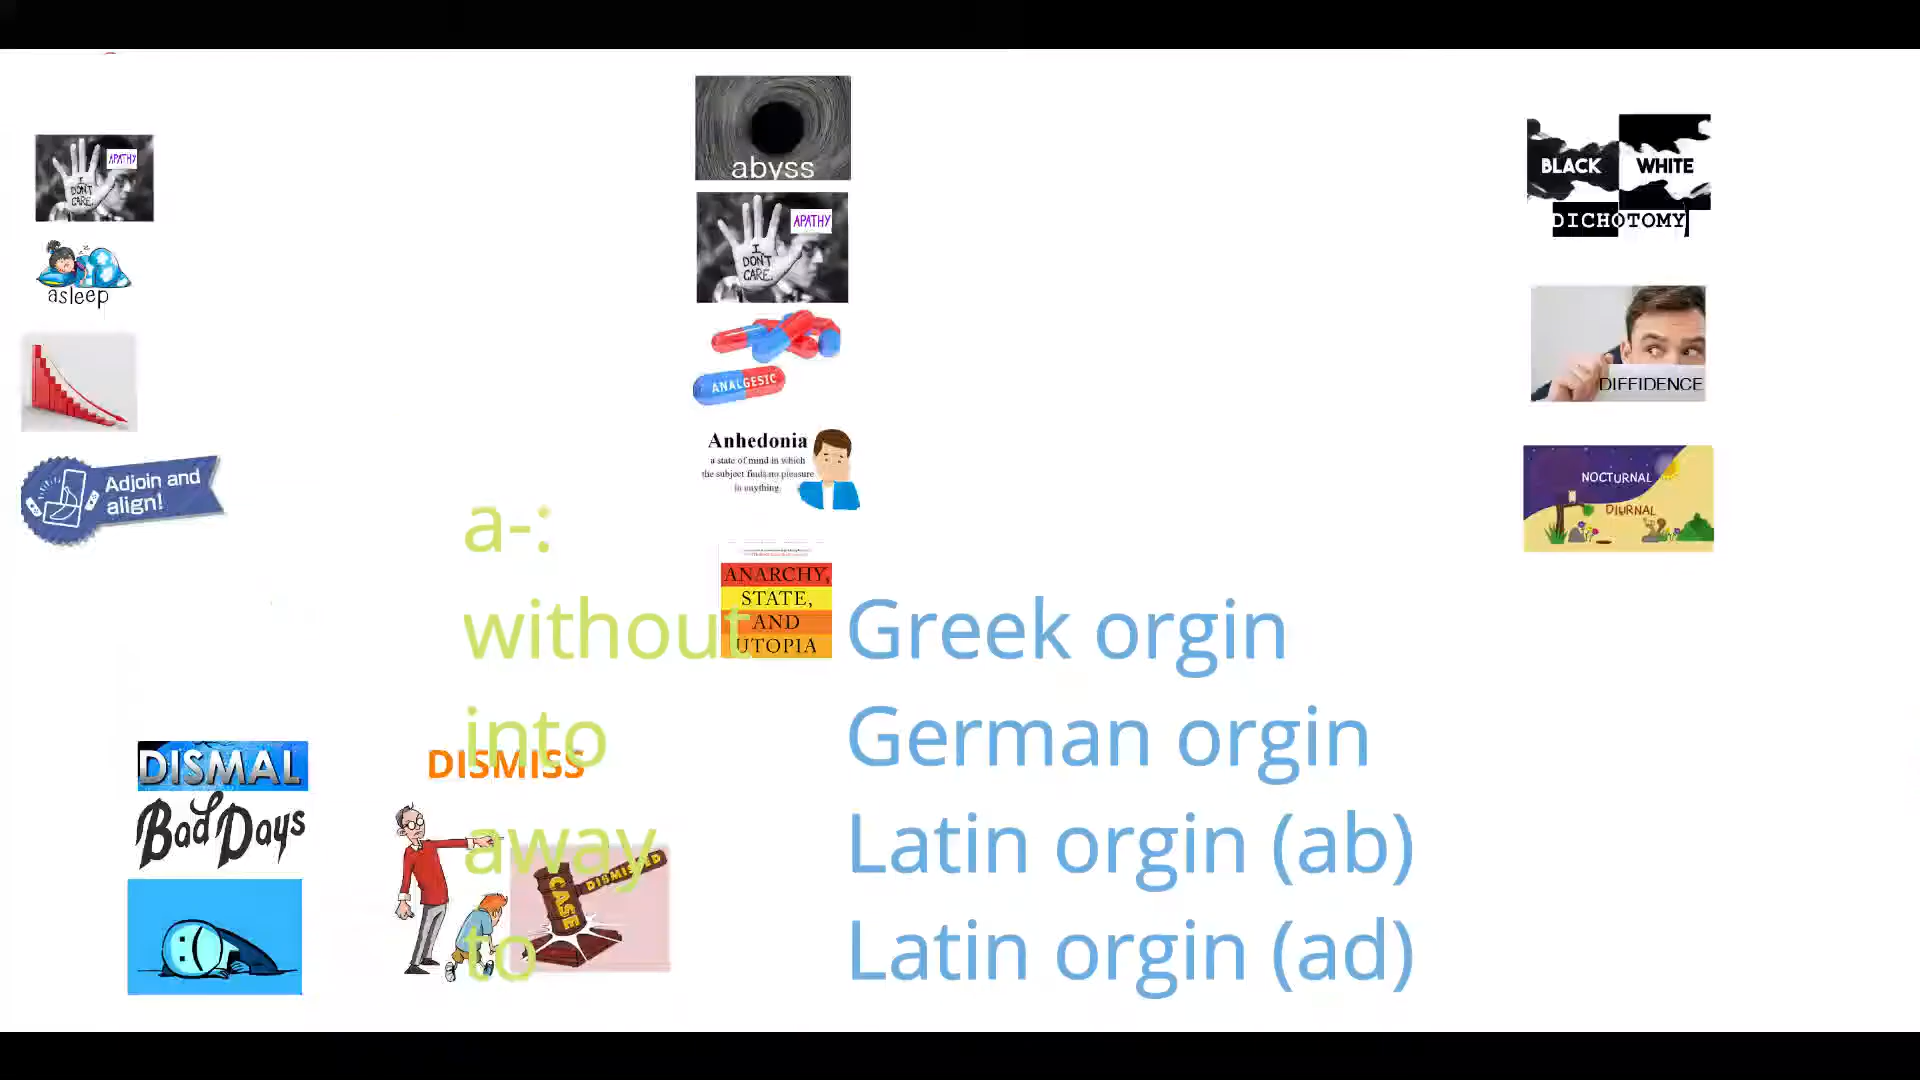 abyss
APATHY
I
DON'T
CARE.
asleep
Adjoin and
align!
APATHY
I
DON'T
CARE.
ANALGESIC
Anhedonia
a state of mind in which
the subject finds no pleasure
in anything.
ANARCHY,
STATE,
AND
UTOPIA
BLACK WHITE
DICHOTOMY
DIFFIDENCE
NOCTURNAL
DIURNAL
a-:
without Greek orgin
into German orgin
away Latin orgin (ab)
to Latin orgin (ad)
DISMAL
Bad Days
DISMISS
CASE
DISMISSED